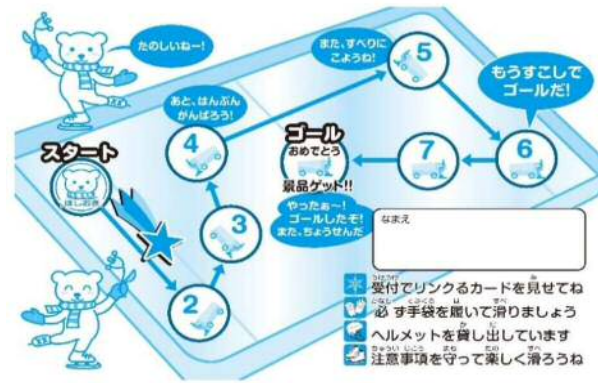 たのしいねー!
スタート
2
3
あと、はんぶん
がんばろう!
4
また、すべりに
こようね!
5
もうすこしで
ゴールだ!
6
7
ゴール
おめでとう
景品ゲット!!
やったぁ〜!
ゴールしたぞ!
また、ちょうせんだ
なまえ
受付でリンクるカードを見せてね
必ず手袋を履いて滑りましょう
ヘルメットを貸し出しています
注意事項を守って楽しく滑ろうね